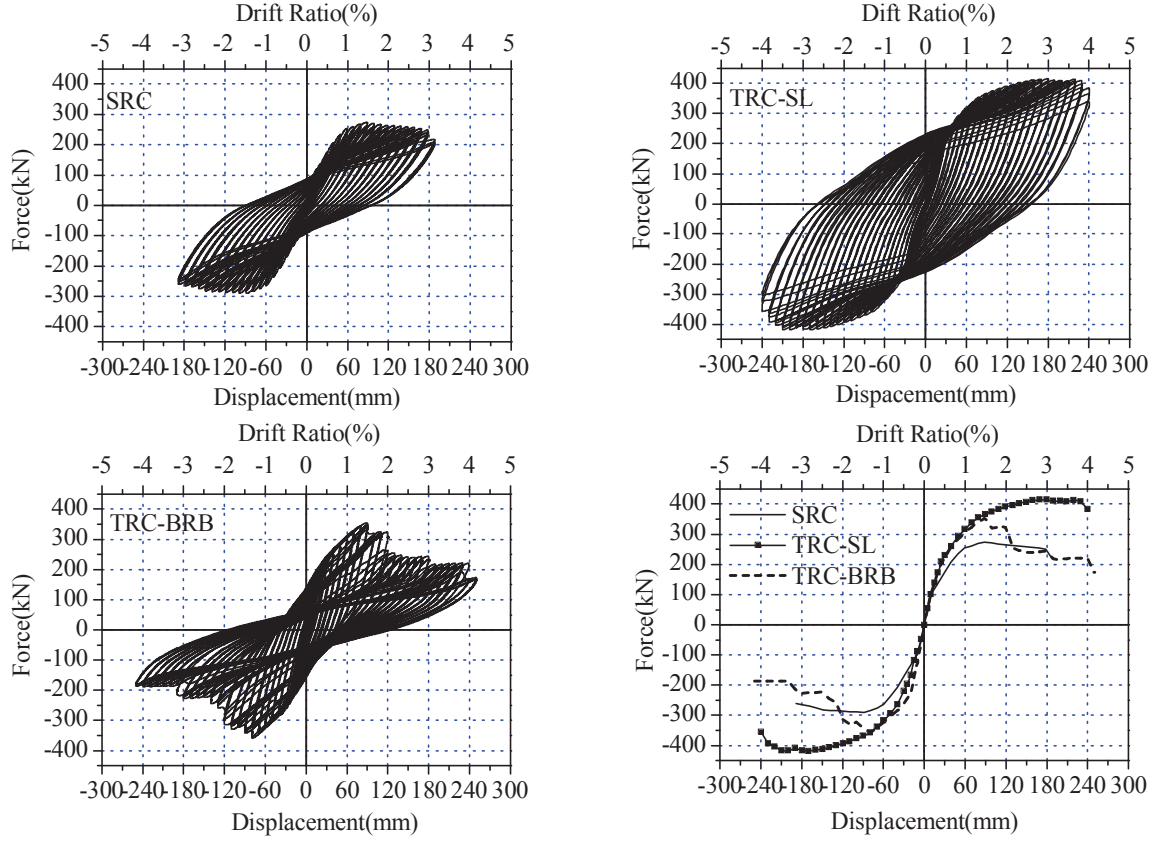 Drift Ratio(%)
-5 -4 -3 -2 -1 0 1 2 3 4 5
400
300
200
100
0
-100
-200
-300
-400
Force(kN)
SRC
-300-240-180-120-60 0 60 120 180 240 300
Displacement(mm)
Dift Ratio(%)
-5 -4 -3 -2 -1 0 1 2 3 4 5
400
300
200
100
0
-100
-200
-300
-400
Force(kN)
TRC-SL
-300-240-180-120-60 0 60 120 180 240 300
Dispacement(mm)
Drift Ratio(%)
-5 -4 -3 -2 -1 0 1 2 3 4 5
400
300
200
100
0
-100
-200
-300
-400
Force(kN)
TRC-BRB
-300-240-180-120-60 0 60 120 180 240 300
Displacement(mm)
Drift Ratio(%)
-5 -4 -3 -2 -1 0 1 2 3 4 5
400
300
200
100
0
-100
-200
-300
-400
Force(kN)
SRC
TRC-SL
TRC-BRB
-300-240-180-120-60 0 60 120 180 240 300
Displacement(mm)